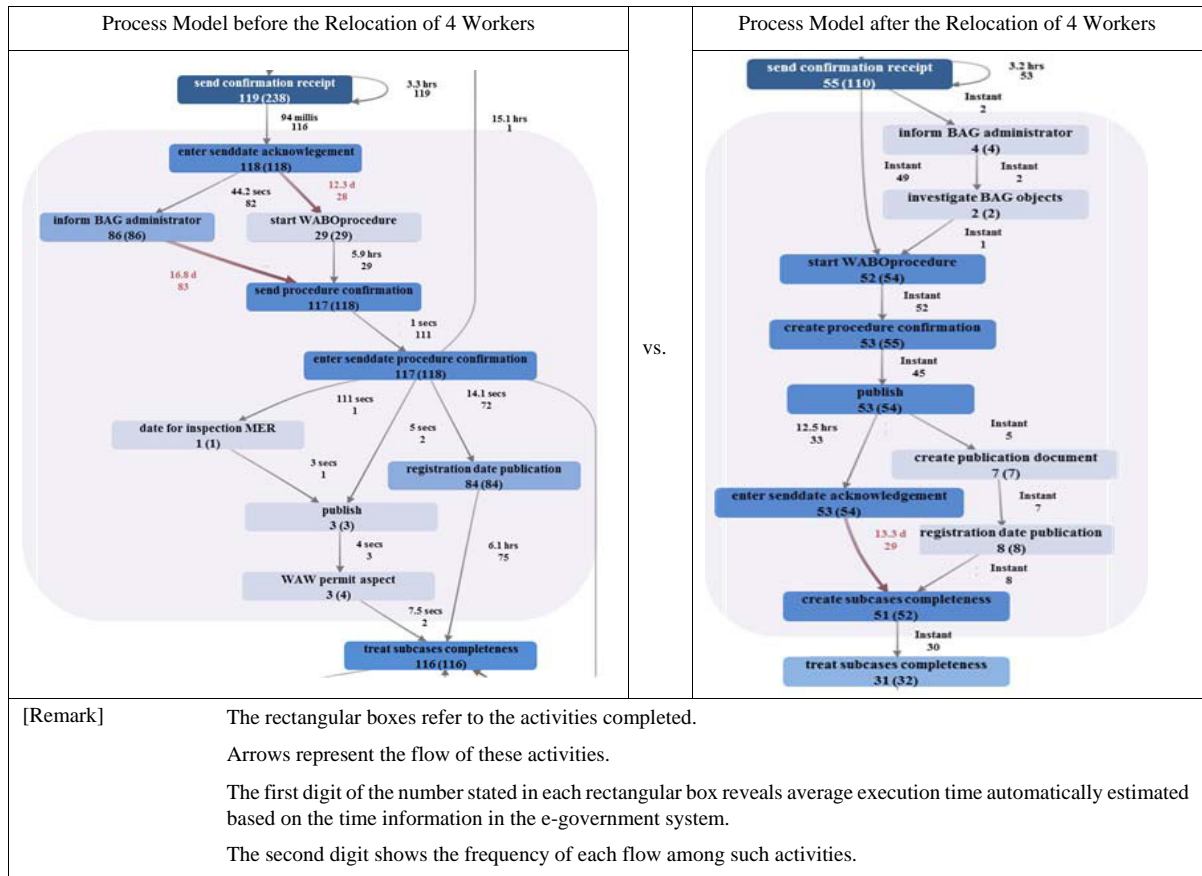 Process Model before the Relocation of 4 Workers
Process Model after the Relocation of 4 Workers
send confirmation receipt
119 (238)
3.3 hrs
119
94 millis
116
15.1 hrs
1
enter senddate acknowlegement
118 (118)
44.2 secs
82
12.3 d
28
inform BAG administrator
86 (86)
start WABOprocedure
29 (29)
16.8 d
83
5.9 hrs
29
send procedure confirmation
117 (118)
1 secs
111
enter senddate procedure confirmation
117 (118)
111 secs
1
14.1 secs
72
5 secs
2
date for inspection MER
1 (1)
registration date publication
84 (84)
3 secs
1
publish
3 (3)
4 secs
3
6.1 hrs
75
WAW permit aspect
3 (4)
7.5 secs
2
treat subcases completeness
116 (116)
vs.
send confirmation receipt
55 (110)
3.2 hrs
53
Instant
2
inform BAG administrator
4 (4)
Instant
49
Instant
2
investigate BAG objects
2 (2)
Instant
1
start WABOprocedure
52 (54)
Instant
52
create procedure confirmation
53 (55)
Instant
45
publish
53 (54)
12.5 hrs
33
Instant
5
create publication document
7 (7)
enter senddate acknowledgement
53 (54)
Instant
7
13.3 d
29
registration date publication
8 (8)
Instant
8
create subcases completeness
51 (52)
Instant
30
treat subcases completeness
31 (32)
[Remark]
The rectangular boxes refer to the activities completed.
Arrows represent the flow of these activities.
The first digit of the number stated in each rectangular box reveals average execution time automatically estimated
based on the time information in the e-government system.
The second digit shows the frequency of each flow among such activities.